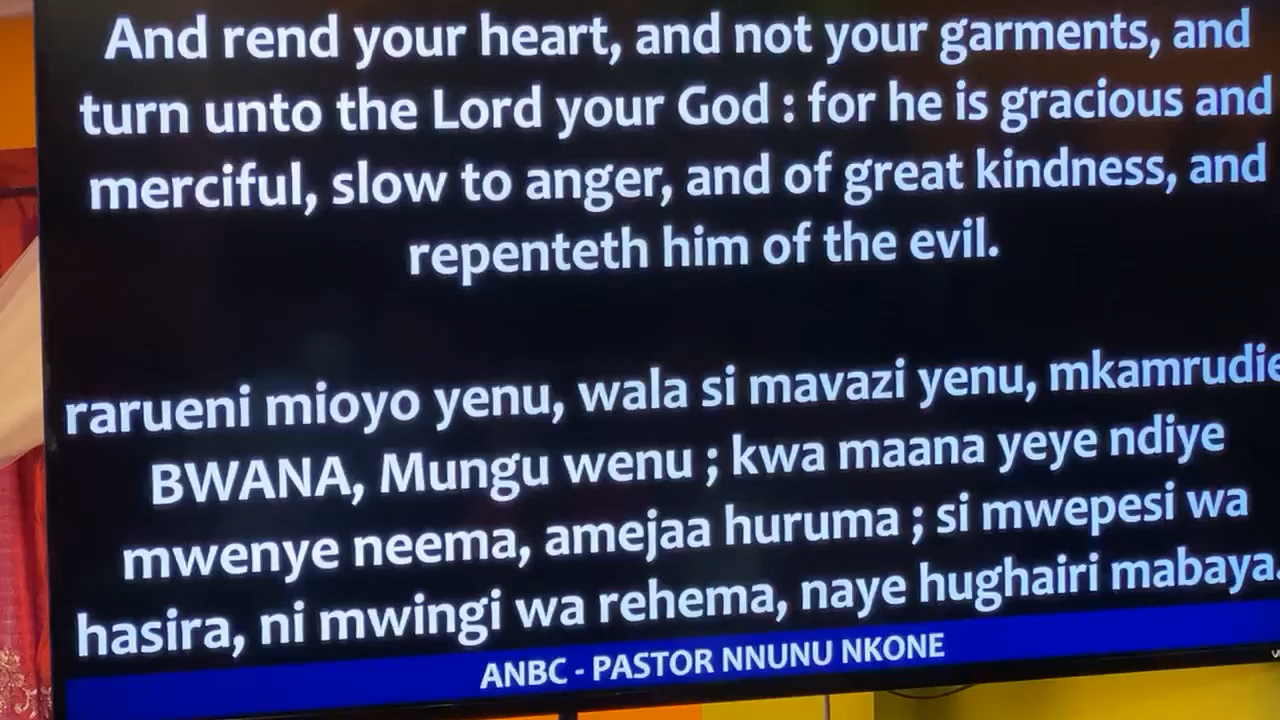 And rend your heart, and not your garments, and
turn unto the Lord your God : for he is gracious and
merciful, slow to anger, and of great kindness, and
repenteth him of the evil.
rarueni mioyo yenu, wala si mavazi yenu, mkamrudie
BWANA, Mungu wenu ; kwa maana yeye ndiye
mwenye neema, amejaa huruma ; si mwepesi wa
hasira, ni mwingi wa rehema, naye hughairi mabaya.
ANBC - PASTOR NNUNU NKONE